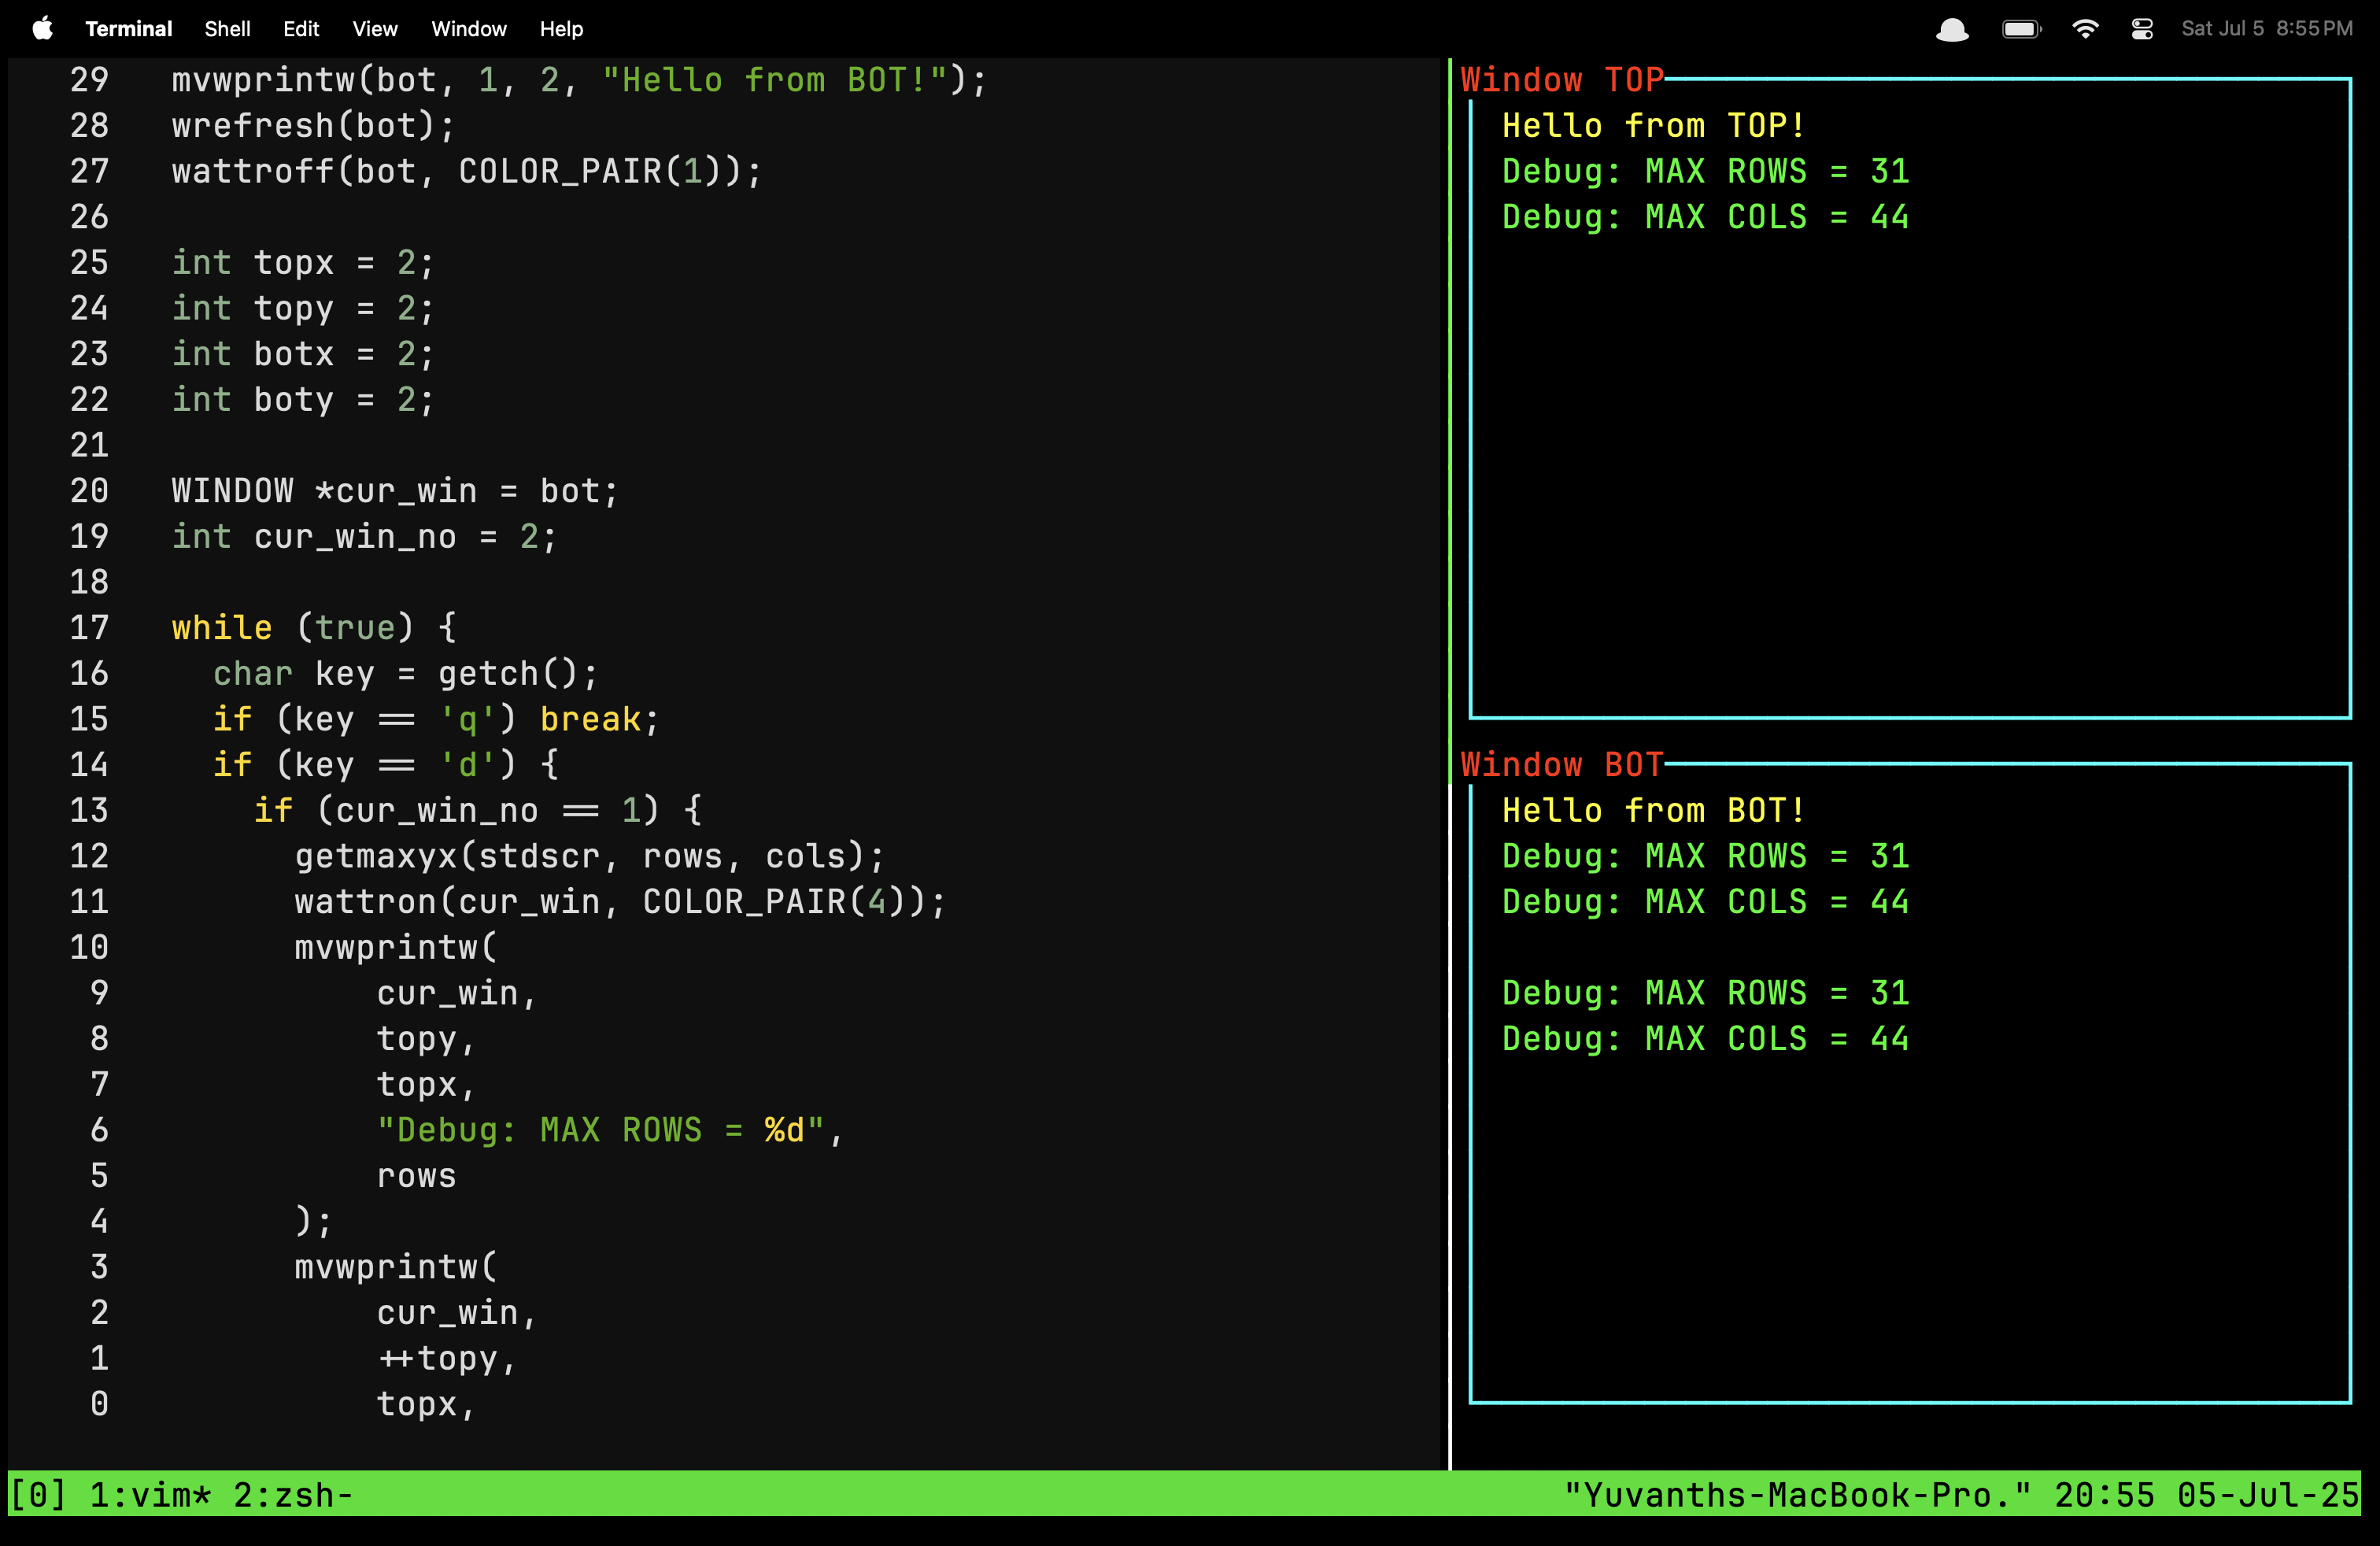 Terminal Shell Edit View Window Help Sat Jul 5 8:55 PM
29 mvwprintw(bot, 1, 2, "Hello from BOT!");
28 wrefresh(bot);
27 wattroff(bot, COLOR_PAIR(1));
26
25 int topx = 2;
24 int topy = 2;
23 int botx = 2;
22 int boty = 2;
21
20 WINDOW *cur_win = bot;
19 int cur_win_no = 2;
18
17 while (true) {
16 char key = getch();
15 if (key == 'q') break;
14 if (key == 'd') {
13 if (cur_win_no == 1) {
12 getmaxyx(stdscr, rows, cols);
11 wattron(cur_win, COLOR_PAIR(4));
10 mvwprintw(
9 cur_win,
8 topy,
7 topx,
6 "Debug: MAX ROWS = %d",
5 rows
4 );
3 mvwprintw(
2 cur_win,
1 ++topy,
0 topx,
Window TOP
Hello from TOP!
Debug: MAX ROWS = 31
Debug: MAX COLS = 44
Window BOT
Hello from BOT!
Debug: MAX ROWS = 31
Debug: MAX COLS = 44
Debug: MAX ROWS = 31
Debug: MAX COLS = 44
[0] 1:vim* 2:zsh- "Yuvanths-MacBook-Pro." 20:55 05-Jul-25